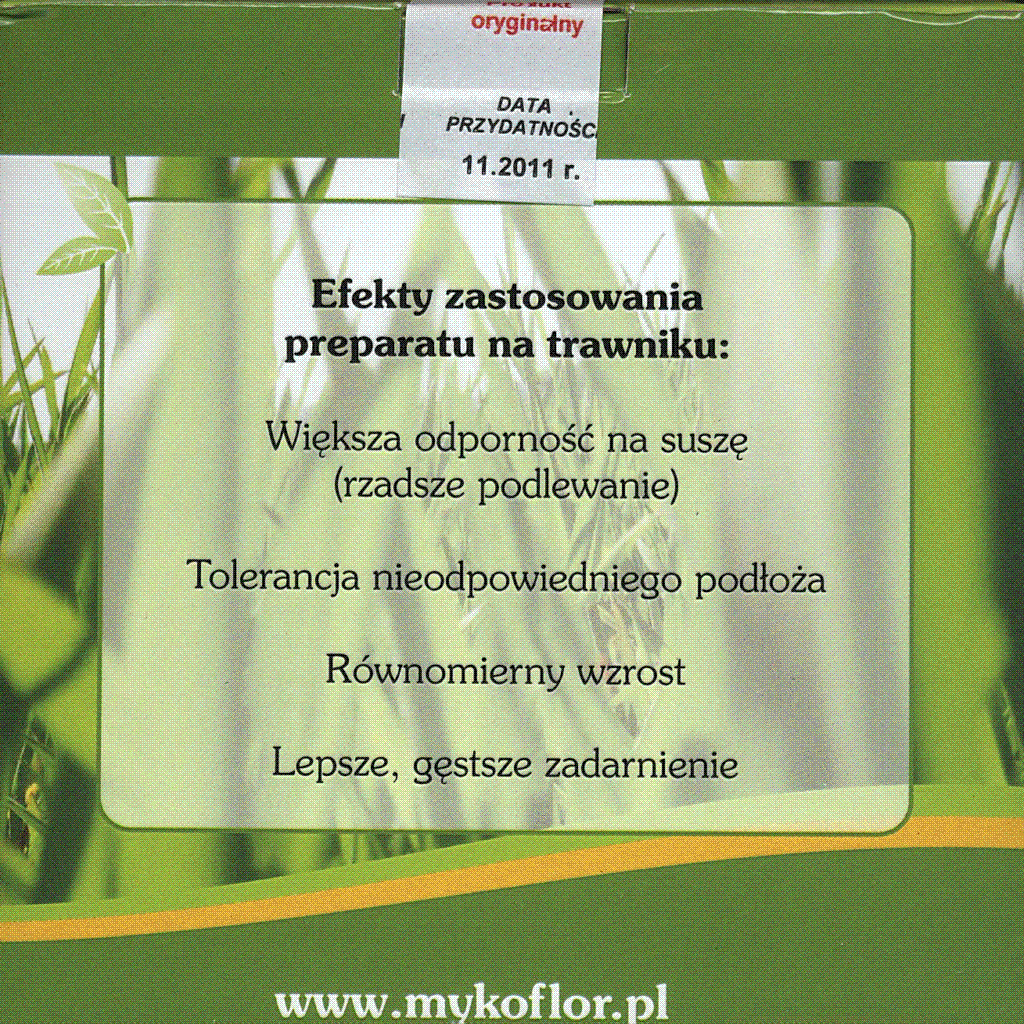 Produkt
oryginalny
DATA
PRZYDATNOŚCI
11.2011 r.
Efekty zastosowania
preparatu na trawniku:
Większa odporność na suszę
(rzadsze podlewanie)
Tolerancja nieodpowiedniego podłoża
Równomierny wzrost
Lepsze, gęstsze zadarnienie
www.mykoflor.pl